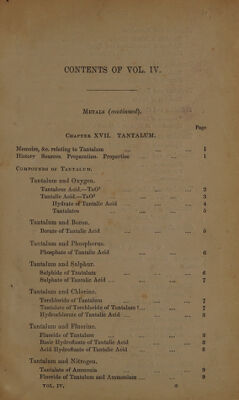 CONTENTS OF VOL. IV.
METALS (continued).
Page
CHAPTER XVII. TANTALUM.
Memoirs, &c. relating to Tantalum ... ... ... 1
History Sources Preparation Properties ... ... ... 1
COMPOUNDS OF TANTALUM.
Tantalum and Oxygen.
Tantalous Acid.—TaO² ... ... ... 2
Tantalic Acid.—TaO³ ... ... ... 3
Hydrate of Tantalic Acid ... ... ... 4
Tantalates ... ... ... 5
Tantalum and Boron.
Borate of Tantalic Acid ... ... ... 5
Tantalum and Phosphorus.
Phosphate of Tantalic Acid ... ... ... 6
Tantalum and Sulphur.
Sulphide of Tantalum ... ... ... 6
Sulphate of Tantalic Acid ... ... ... 7
Tantalum and Chlorine.
Terchloride of Tantalum ... ... ... 7
Tantalate of Terchloride of Tantalum? ... ... ... 7
Hydrochlorate of Tantalic Acid ... ... ... 8
Tantalum and Fluorine.
Fluoride of Tantalum ... ... ... 8
Basic Hydrofluate of Tantalic Acid ... ... ... 8
Acid Hydrofluate of Tantalic Acid ... ... ... 8
Tantalum and Nitrogen.
Tantalate of Ammonia ... ... ... 9
Fluoride of Tantalum and Ammonium ... ... ... 9
VOL. IV.